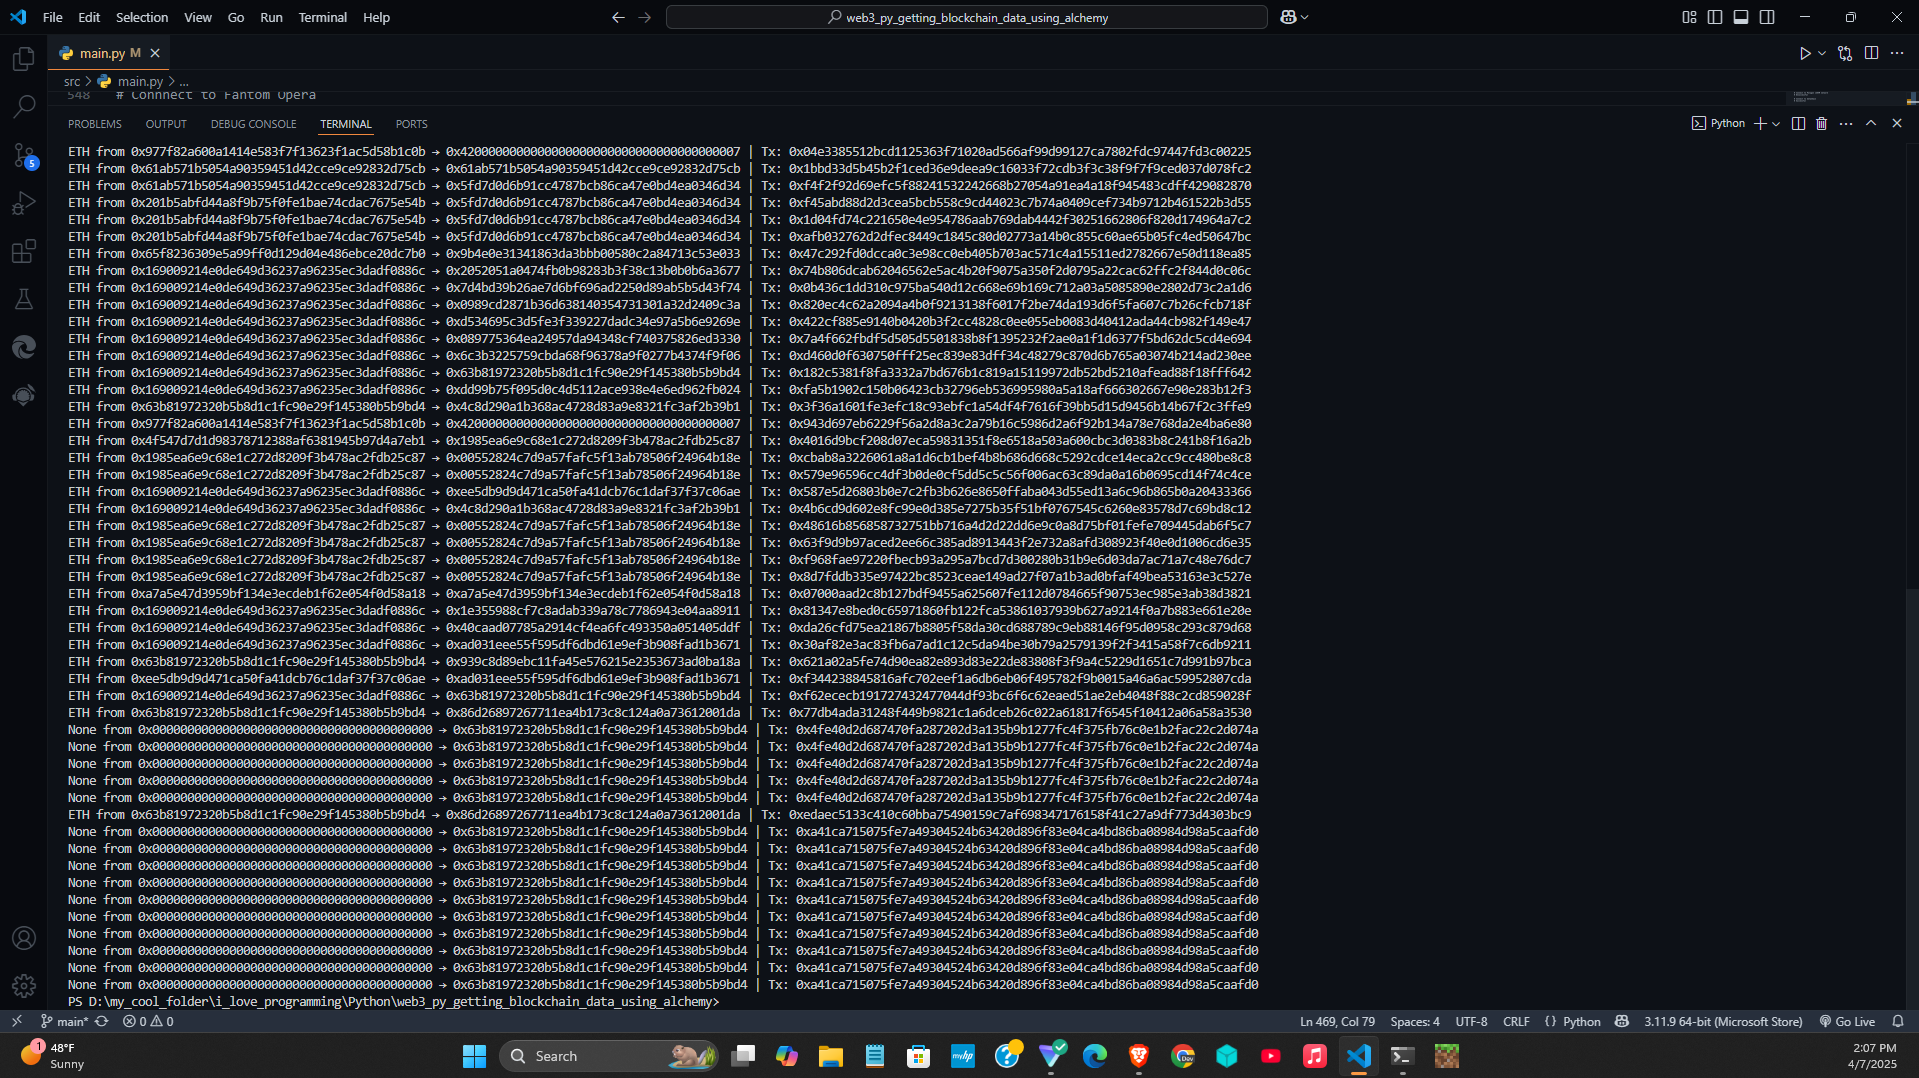 File Edit Selection View Go Run Terminal Help
web3_py_getting_blockchain_data_using_alchemy
main.py M
src > main.py > ...
548 # Connnect to Fantom Opera
PROBLEMS OUTPUT DEBUG CONSOLE TERMINAL PORTS
Python
ETH from 0x977f82a600a1414e583f7f13623f1ac5d58b1c0b → 0x4200000000000000000000000000000000000007 | Tx: 0x04e3385512bcd1125363f71020ad566af99d99127ca7802fdc97447fd3c00225
ETH from 0x61ab571b5054a90359451d42cce9ce92832d75cb → 0x61ab571b5054a90359451d42cce9ce92832d75cb | Tx: 0x1bbd33d5b45b2f1ced36e9deea9c16033f72cdb3f3c38f9f7f9ced037d078fc2
ETH from 0x61ab571b5054a90359451d42cce9ce92832d75cb → 0x5fd7d0d6b91cc4787bcb86ca47e0bd4ea0346d34 | Tx: 0xf4f2f92d69efc5f88241532242668b27054a91ea4a18f945483cdff429082870
ETH from 0x201b5abfd44a8f9b75f0fe1bae74cdac7675e54b → 0x5fd7d0d6b91cc4787bcb86ca47e0bd4ea0346d34 | Tx: 0xf45abd88d2d3cea5bcb558c9cd44023c7b74a0409cef734b9712b461522b3d55
ETH from 0x201b5abfd44a8f9b75f0fe1bae74cdac7675e54b → 0x5fd7d0d6b91cc4787bcb86ca47e0bd4ea0346d34 | Tx: 0x1d04fd74c221650e4e954786aab769dab4442f30251662806f820d174964a7c2
ETH from 0x201b5abfd44a8f9b75f0fe1bae74cdac7675e54b → 0x5fd7d0d6b91cc4787bcb86ca47e0bd4ea0346d34 | Tx: 0xafb032762d2dfec8449c1845c80d02773a14b0c855c60ae65b05fc4ed50647bc
ETH from 0x65f8236309e5a99ff0d129d04e486ebce20dc7b0 → 0x9b4e0e31341863da3bbb00580c2a84713c53e033 | Tx: 0x47c292fd0dcca0c3e98cc0eb405b703ac571c4a15511ed2782667e50d118ea85
ETH from 0x169009214e0de649d36237a96235ec3dadf0886c → 0x2052051a0474fb0b98283b3f38c13b0b0b6a3677 | Tx: 0x74b806dcab62046562e5ac4b20f9075a350f2d0795a22cac62ffc2f844d0c06c
ETH from 0x169009214e0de649d36237a96235ec3dadf0886c → 0x7d4bd39b26ae7d6bf696ad2250d89ab5b5d43f74 | Tx: 0x0b436c1dd310c975ba540d12c668e69b169c712a03a5085890e2802d73c2a1d6
ETH from 0x169009214e0de649d36237a96235ec3dadf0886c → 0x0989cd2871b36d638140354731301a32d2409c3a | Tx: 0x820ec4c62a2094a4b0f9213138f6017f2be74da193d6f5fa607c7b26cfcb718f
ETH from 0x169009214e0de649d36237a96235ec3dadf0886c → 0xd534695c3d5fe3f339227dadc34e97a5b6e9269e | Tx: 0x422cf885e9140b0420b3f2cc4828c0ee055eb0083d40412ada44cb982f149e47
ETH from 0x169009214e0de649d36237a96235ec3dadf0886c → 0x089775364ea24957da94348cf740375826ed3330 | Tx: 0x7a4f662fbdf5d505d5501838b8f1395232f2ae0a1f1d6377f5bd62dc5cd4e694
ETH from 0x169009214e0de649d36237a96235ec3dadf0886c → 0x6c3b3225759cbda68f96378a9f0277b4374f9f06 | Tx: 0xd460d0f630750fff25ec839e83dff34c48279c870d6b765a03074b214ad230ee
ETH from 0x169009214e0de649d36237a96235ec3dadf0886c → 0x63b81972320b5b8d1c1fc90e29f145380b5b9bd4 | Tx: 0x182c5381f8fa3332a7bd676b1c819a15119972db52bd5210afead88f18fff642
ETH from 0x169009214e0de649d36237a96235ec3dadf0886c → 0xdd99b75f095d0c4d5112ace938e4e6ed962fb024 | Tx: 0xfa5b1902c150b06423cb32796eb536995980a5a18af666302667e90e283b12f3
ETH from 0x63b81972320b5b8d1c1fc90e29f145380b5b9bd4 → 0x4c8d290a1b368ac4728d83a9e8321fc3af2b39b1 | Tx: 0x3f36a1601fe3efc18c93ebfc1a54df4f7616f39bb5d15d9456b14b67f2c3ffe9
ETH from 0x977f82a600a1414e583f7f13623f1ac5d58b1c0b → 0x4200000000000000000000000000000000000007 | Tx: 0x943d697eb6229f56a2d8a3c2a79b16c5986d2a6f92b134a78e768da2e4ba6e80
ETH from 0x4f547d7d1d98378712388af6381945b97d4a7eb1 → 0x1985ea6e9c68e1c272d8209f3b478ac2fdb25c87 | Tx: 0x4016d9bcf208d07eca59831351f8e6518a503a600cbc3d0383b8c241b8f16a2b
ETH from 0x1985ea6e9c68e1c272d8209f3b478ac2fdb25c87 → 0x00552824c7d9a57fafc5f13ab78506f24964b18e | Tx: 0xcbab8a3226061a8a1d6cb1bef4b8b686d668c5292cdce14eca2cc9cc480be8c8
ETH from 0x1985ea6e9c68e1c272d8209f3b478ac2fdb25c87 → 0x00552824c7d9a57fafc5f13ab78506f24964b18e | Tx: 0x579e96596cc4df3b0de0cf5dd5c5c56f006ac63c89da0a16b0695cd14f74c4ce
ETH from 0x169009214e0de649d36237a96235ec3dadf0886c → 0xee5db9d9d471ca50fa41dcb76c1daf37f37c06ae | Tx: 0x587e5d26803b0e7c2fb3b626e8650ffaba043d55ed13a6c96b865b0a20433366
ETH from 0x169009214e0de649d36237a96235ec3dadf0886c → 0x4c8d290a1b368ac4728d83a9e8321fc3af2b39b1 | Tx: 0x4b6cd9d602e8fc99e0d385e7275b35f51bf0767545c6260e83578d7c69bd8c12
ETH from 0x1985ea6e9c68e1c272d8209f3b478ac2fdb25c87 → 0x00552824c7d9a57fafc5f13ab78506f24964b18e | Tx: 0x48616b856858732751bb716a4d2d22dd6e9c0a8d75bf01fefe709445dab6f5c7
ETH from 0x1985ea6e9c68e1c272d8209f3b478ac2fdb25c87 → 0x00552824c7d9a57fafc5f13ab78506f24964b18e | Tx: 0x63f9d9b97aced2ee66c385ad8913443f2e732a8afd308923f40e0d1006cd6e35
ETH from 0x1985ea6e9c68e1c272d8209f3b478ac2fdb25c87 → 0x00552824c7d9a57fafc5f13ab78506f24964b18e | Tx: 0xf968fae97220fbecb93a295a7bcd7d300280b31b9e6d03da7ac71a7c48e76dc7
ETH from 0x1985ea6e9c68e1c272d8209f3b478ac2fdb25c87 → 0x00552824c7d9a57fafc5f13ab78506f24964b18e | Tx: 0x8d7fddb335e97422bc8523ceae149ad27f07a1b3ad0bfaf49bea53163e3c527e
ETH from 0xa7a5e47d3959bf134e3ecdeb1f62e054f0d58a18 → 0xa7a5e47d3959bf134e3ecdeb1f62e054f0d58a18 | Tx: 0x07000aad2c8b127bdf9455a625607fe112d0784665f90753ec985e3ab38d3821
ETH from 0x169009214e0de649d36237a96235ec3dadf0886c → 0x1e355988cf7c8adab339a78c7786943e04aa8911 | Tx: 0x81347e8bed0c65971860fb122fca53861037939b627a9214f0a7b883e661e20e
ETH from 0x169009214e0de649d36237a96235ec3dadf0886c → 0x40caad07785a2914cf4ea6fc493350a051405ddf | Tx: 0xda26cfd75ea21867b8805f58da30cd688789c9eb88146f95d0958c293c879d68
ETH from 0x169009214e0de649d36237a96235ec3dadf0886c → 0xad031eee55f595df6dbd61e9ef3b908fad1b3671 | Tx: 0x30af82e3ac83fb6a7ad1c12c5da94be30b79a2579139f2f3415a58f7c6db9211
ETH from 0x63b81972320b5b8d1c1fc90e29f145380b5b9bd4 → 0x939c8d89ebc11fa45e576215e2353673ad0ba18a | Tx: 0x621a02a5fe74d90ea82e893d83e22de83808f3f9a4c5229d1651c7d991b97bca
ETH from 0xee5db9d9d471ca50fa41dcb76c1daf37f37c06ae → 0xad031eee55f595df6dbd61e9ef3b908fad1b3671 | Tx: 0xf344238845816afc702eef1a6db6eb06f495782f9b0015a46a6ac59952807cda
ETH from 0x169009214e0de649d36237a96235ec3dadf0886c → 0x63b81972320b5b8d1c1fc90e29f145380b5b9bd4 | Tx: 0xf62ececb191727432477044df93bc6f6c62eaed51ae2eb4048f88c2cd859028f
ETH from 0x63b81972320b5b8d1c1fc90e29f145380b5b9bd4 → 0x86d26897267711ea4b173c8c124a0a73612001da | Tx: 0x77db4ada31248f449b9821c1a6dceb26c022a61817f6545f10412a06a58a3530
None from 0x0000000000000000000000000000000000000000 → 0x63b81972320b5b8d1c1fc90e29f145380b5b9bd4 | Tx: 0x4fe40d2d687470fa287202d3a135b9b1277fc4f375fb76c0e1b2fac22c2d074a
None from 0x0000000000000000000000000000000000000000 → 0x63b81972320b5b8d1c1fc90e29f145380b5b9bd4 | Tx: 0x4fe40d2d687470fa287202d3a135b9b1277fc4f375fb76c0e1b2fac22c2d074a
None from 0x0000000000000000000000000000000000000000 → 0x63b81972320b5b8d1c1fc90e29f145380b5b9bd4 | Tx: 0x4fe40d2d687470fa287202d3a135b9b1277fc4f375fb76c0e1b2fac22c2d074a
None from 0x0000000000000000000000000000000000000000 → 0x63b81972320b5b8d1c1fc90e29f145380b5b9bd4 | Tx: 0x4fe40d2d687470fa287202d3a135b9b1277fc4f375fb76c0e1b2fac22c2d074a
None from 0x0000000000000000000000000000000000000000 → 0x63b81972320b5b8d1c1fc90e29f145380b5b9bd4 | Tx: 0x4fe40d2d687470fa287202d3a135b9b1277fc4f375fb76c0e1b2fac22c2d074a
ETH from 0x63b81972320b5b8d1c1fc90e29f145380b5b9bd4 → 0x86d26897267711ea4b173c8c124a0a73612001da | Tx: 0xedaec5133c410c60bba75490159c7af698347176158f41c27a9df773d4303bc9
None from 0x0000000000000000000000000000000000000000 → 0x63b81972320b5b8d1c1fc90e29f145380b5b9bd4 | Tx: 0xa41ca715075fe7a49304524b63420d896f83e04ca4bd86ba08984d98a5caafd0
None from 0x0000000000000000000000000000000000000000 → 0x63b81972320b5b8d1c1fc90e29f145380b5b9bd4 | Tx: 0xa41ca715075fe7a49304524b63420d896f83e04ca4bd86ba08984d98a5caafd0
None from 0x0000000000000000000000000000000000000000 → 0x63b81972320b5b8d1c1fc90e29f145380b5b9bd4 | Tx: 0xa41ca715075fe7a49304524b63420d896f83e04ca4bd86ba08984d98a5caafd0
None from 0x0000000000000000000000000000000000000000 → 0x63b81972320b5b8d1c1fc90e29f145380b5b9bd4 | Tx: 0xa41ca715075fe7a49304524b63420d896f83e04ca4bd86ba08984d98a5caafd0
None from 0x0000000000000000000000000000000000000000 → 0x63b81972320b5b8d1c1fc90e29f145380b5b9bd4 | Tx: 0xa41ca715075fe7a49304524b63420d896f83e04ca4bd86ba08984d98a5caafd0
None from 0x0000000000000000000000000000000000000000 → 0x63b81972320b5b8d1c1fc90e29f145380b5b9bd4 | Tx: 0xa41ca715075fe7a49304524b63420d896f83e04ca4bd86ba08984d98a5caafd0
None from 0x0000000000000000000000000000000000000000 → 0x63b81972320b5b8d1c1fc90e29f145380b5b9bd4 | Tx: 0xa41ca715075fe7a49304524b63420d896f83e04ca4bd86ba08984d98a5caafd0
None from 0x0000000000000000000000000000000000000000 → 0x63b81972320b5b8d1c1fc90e29f145380b5b9bd4 | Tx: 0xa41ca715075fe7a49304524b63420d896f83e04ca4bd86ba08984d98a5caafd0
None from 0x0000000000000000000000000000000000000000 → 0x63b81972320b5b8d1c1fc90e29f145380b5b9bd4 | Tx: 0xa41ca715075fe7a49304524b63420d896f83e04ca4bd86ba08984d98a5caafd0
None from 0x0000000000000000000000000000000000000000 → 0x63b81972320b5b8d1c1fc90e29f145380b5b9bd4 | Tx: 0xa41ca715075fe7a49304524b63420d896f83e04ca4bd86ba08984d98a5caafd0
PS D:\my_cool_folder\i_love_programming\Python\web3_py_getting_blockchain_data_using_alchemy>
5
main* 0 0 Ln 469, Col 79 Spaces: 4 UTF-8 CRLF {} Python 3.11.9 64-bit (Microsoft Store) Go Live
1 48°F
Sunny
Search
myhp
Dev
2:07 PM
4/7/2025